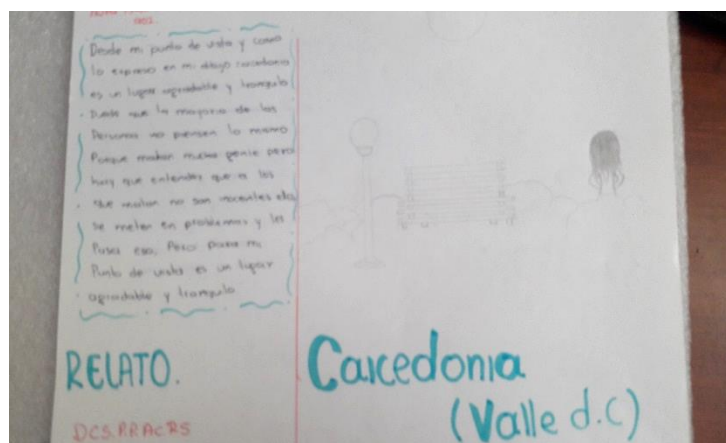 1002.
Desde mi punto de vista y como
lo expreso en mi dibujo caicedonia
es un lugar agradable y tranquilo
Puede que la mayoria de las
Persona no piensen lo mismo
Porque matan mucha gente pero
hay que entender que a los
que matan no son inocentes ellos
se meten en problemas y les
Pasa eso, Pero para mi
Punto de vista es un lugar
agradable y tranquilo
RELATO.
Caicedonia
(Valle d.C)